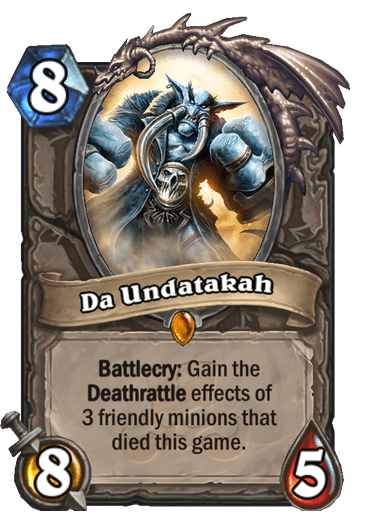 8
Da Undatakah
Battlecry: Gain the
Deathrattle effects of
3 friendly minions that
died this game.
8
5